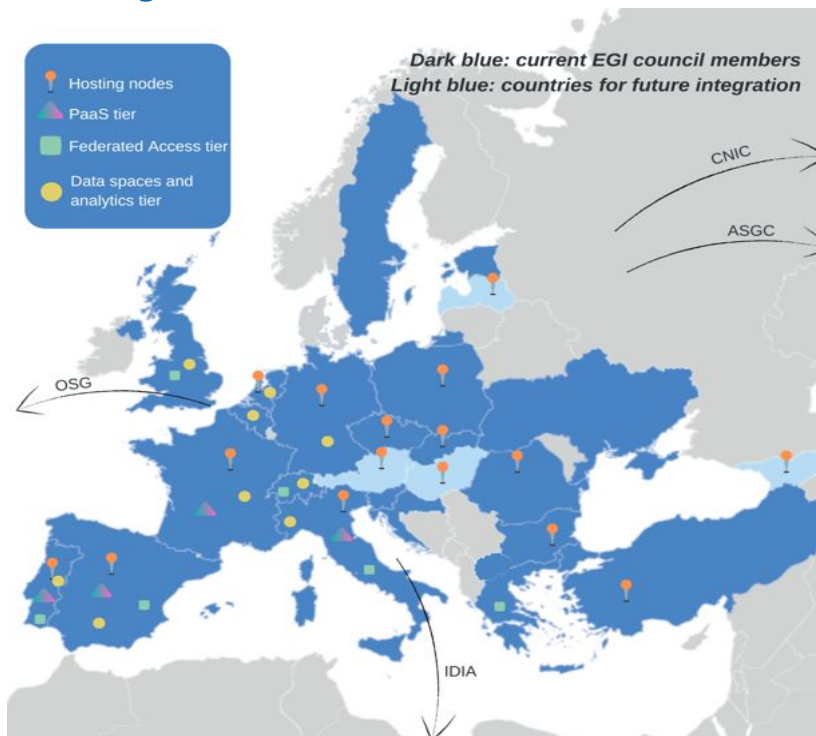 Dark blue: current EGI council members
Light blue: countries for future integration
Hosting nodes
PaaS tier
Federated Access tier
Data spaces and
analytics tier
CNIC
ASGC
OSG
IDIA